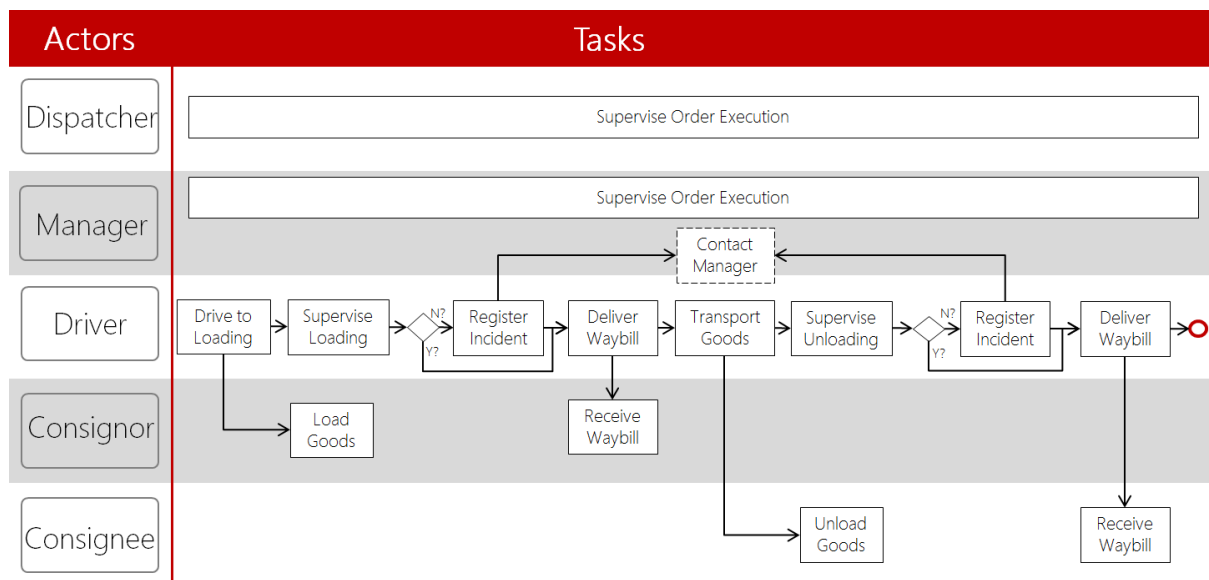 Actors
Tasks
Dispatcher
Supervise Order Execution
Manager
Supervise Order Execution
Contact
Manager
Driver
Drive to
Loading
Supervise
Loading
N?
Y?
Register
Incident
Deliver
Waybill
Transport
Goods
Supervise
Unloading
N?
Y?
Register
Incident
Deliver
Waybill
Consignor
Load
Goods
Receive
Waybill
Consignee
Unload
Goods
Receive
Waybill